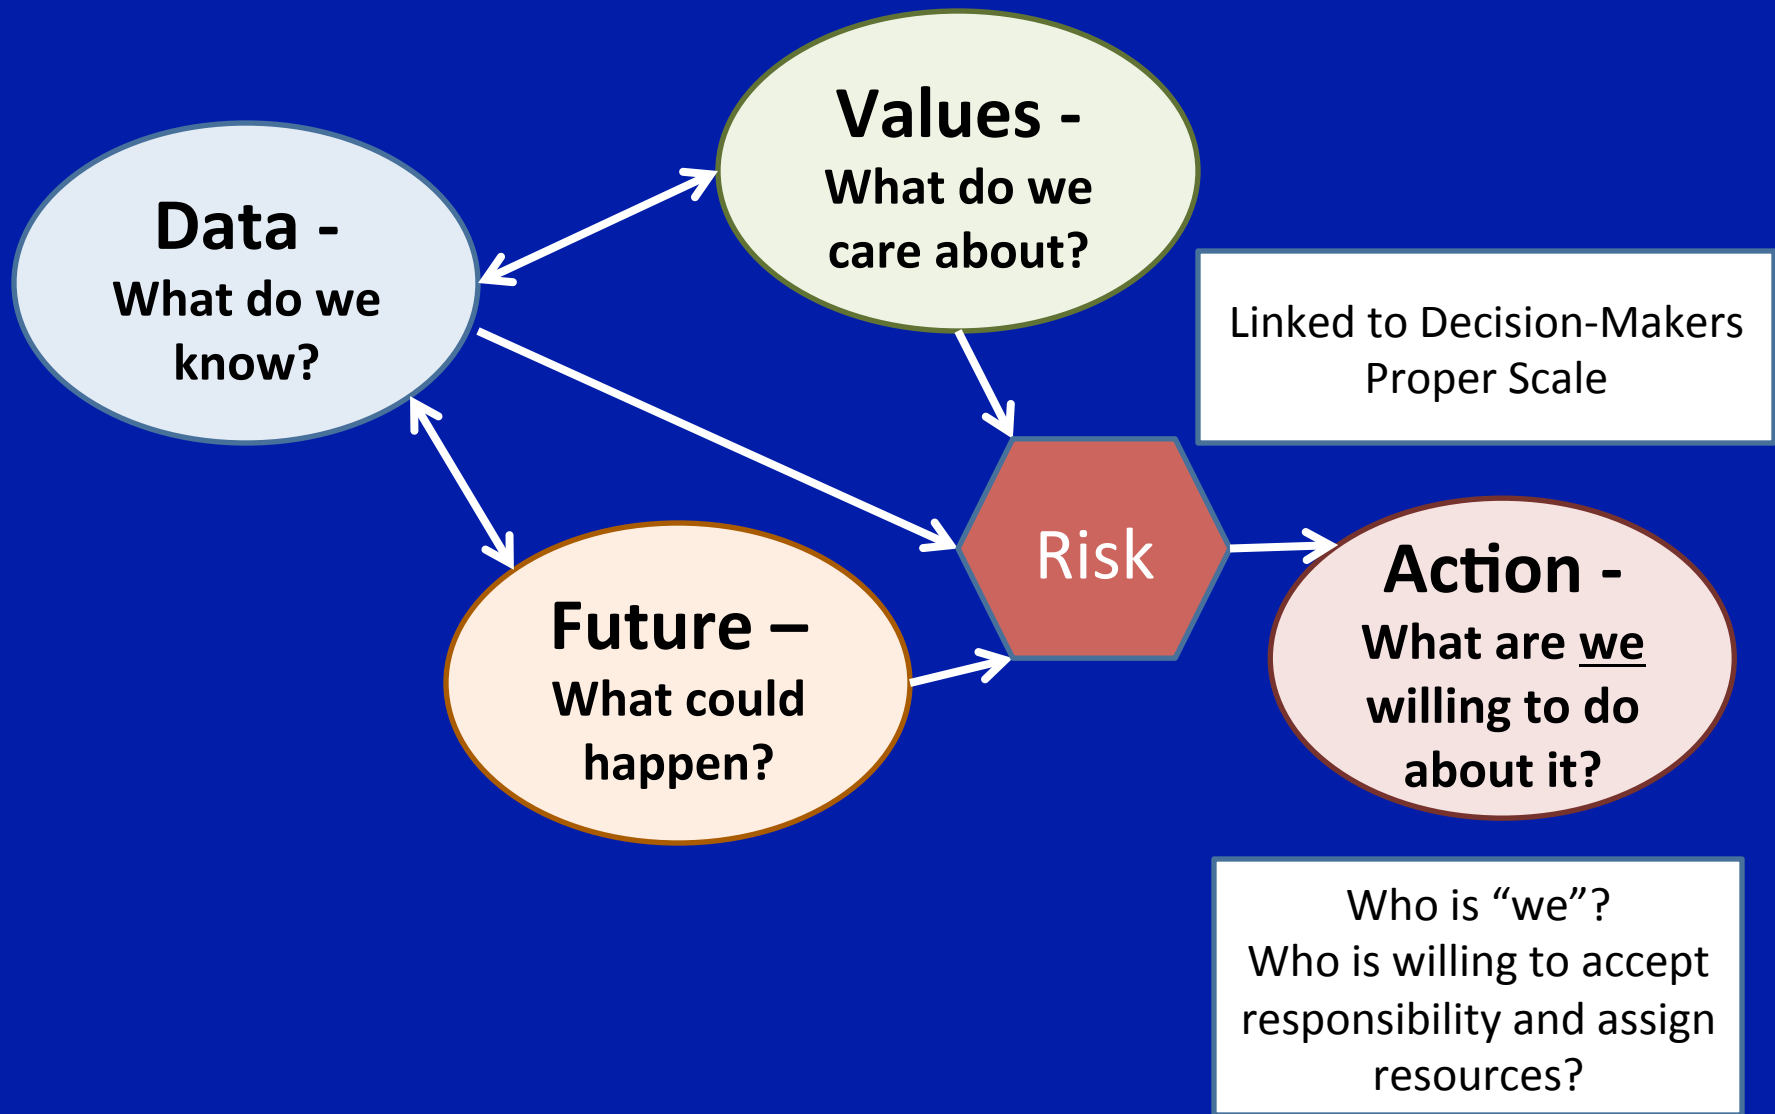 Values -
What do we
care about?
Data -
What do we
know?
Linked to Decision-Makers
Proper Scale
Risk
Future –
What could
happen?
Action -
What are we
willing to do
about it?
Who is “we”?
Who is willing to accept
responsibility and assign
resources?